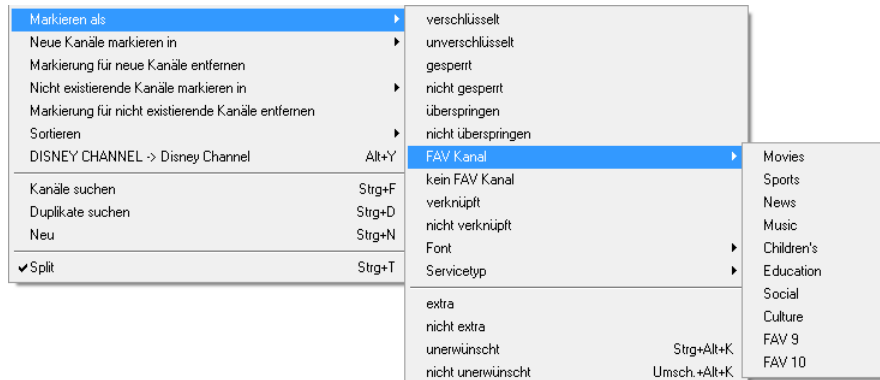 Markieren als
Neue Kanäle markieren in
Markierung für neue Kanäle entfernen
Nicht existierende Kanäle markieren in
Markierung für nicht existierende Kanäle entfernen
Sortieren
DISNEY CHANNEL -> Disney Channel Alt+Y
Kanäle suchen Strg+F
Duplikate suchen Strg+D
Neu Strg+N
Split Strg+T
verschlüsselt
unverschlüsselt
gesperrt
nicht gesperrt
überspringen
nicht überspringen
FAV Kanal
kein FAV Kanal
verknüpft
nicht verknüpft
Font
Servicetyp
extra
nicht extra
unerwünscht Strg+Alt+K
nicht unerwünscht Umsch.+Alt+K
Movies
Sports
News
Music
Children's
Education
Social
Culture
FAV 9
FAV 10